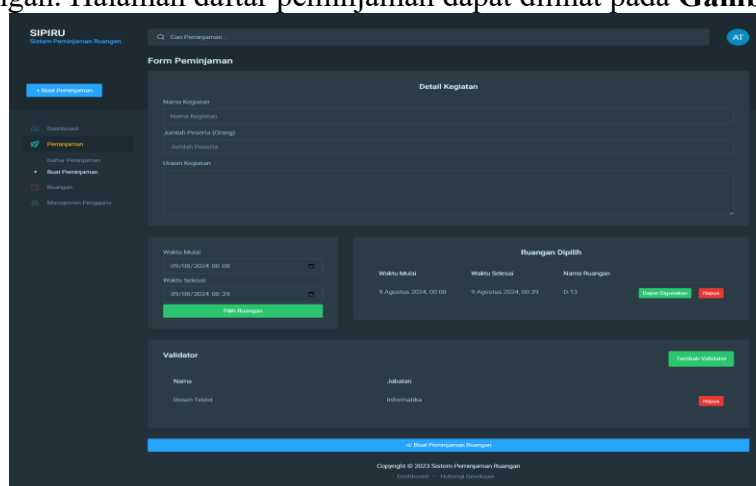 ngan. Halaman daftar peminjaman dapat dilihat pada Gamb
SIPIRU
Sistem Peminjaman Ruangan
Cari Peminjaman...
AT
Form Peminjaman
+ Buat Peminjaman
Dashboard
Peminjaman
Daftar Peminjaman
Buat Peminjaman
Ruangan
Manajemen Pengguna
Detail Kegiatan
Nama Kegiatan
Nama Kegiatan
Jumlah Peserta (Orang)
Jumlah Peserta
Uraian Kegiatan
Waktu Mulai
09/08/2024 00:08
Waktu Selesai
09/08/2024 00:39
Pilih Ruangan
Ruangan Dipilih
Waktu Mulai Waktu Selesai Nama Ruangan
9 Agustus 2024, 00:08 9 Agustus 2024, 00:39 D-13 Dapat Digunakan Hapus
Validator
Tambah Validator
Nama Jabatan
Dosen Tester Informatika Hapus
Buat Peminjaman Ruangan
Copyright © 2023 Sistem Peminjaman Ruangan
Dashboard • Hubungi Developer